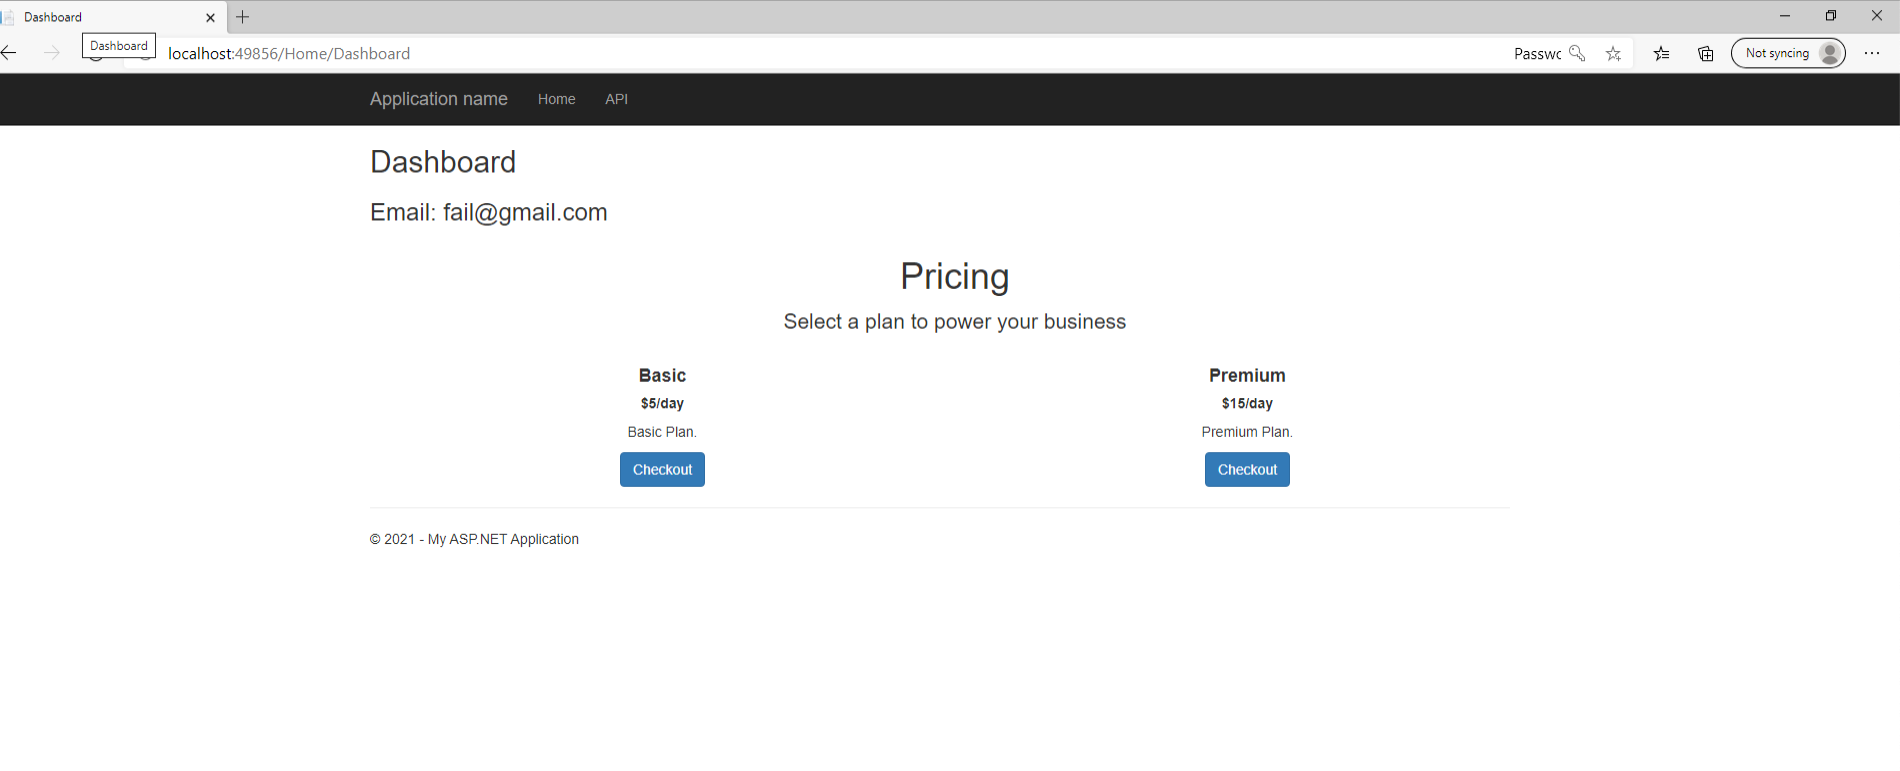 Dashboard
Dashboard
localhost:49856/Home/Dashboard
Passwc
Not syncing
Application name Home API
Dashboard
Email: fail@gmail.com
Pricing
Select a plan to power your business
Basic
$5/day
Basic Plan.
Checkout
Premium
$15/day
Premium Plan.
Checkout
© 2021 - My ASP.NET Application